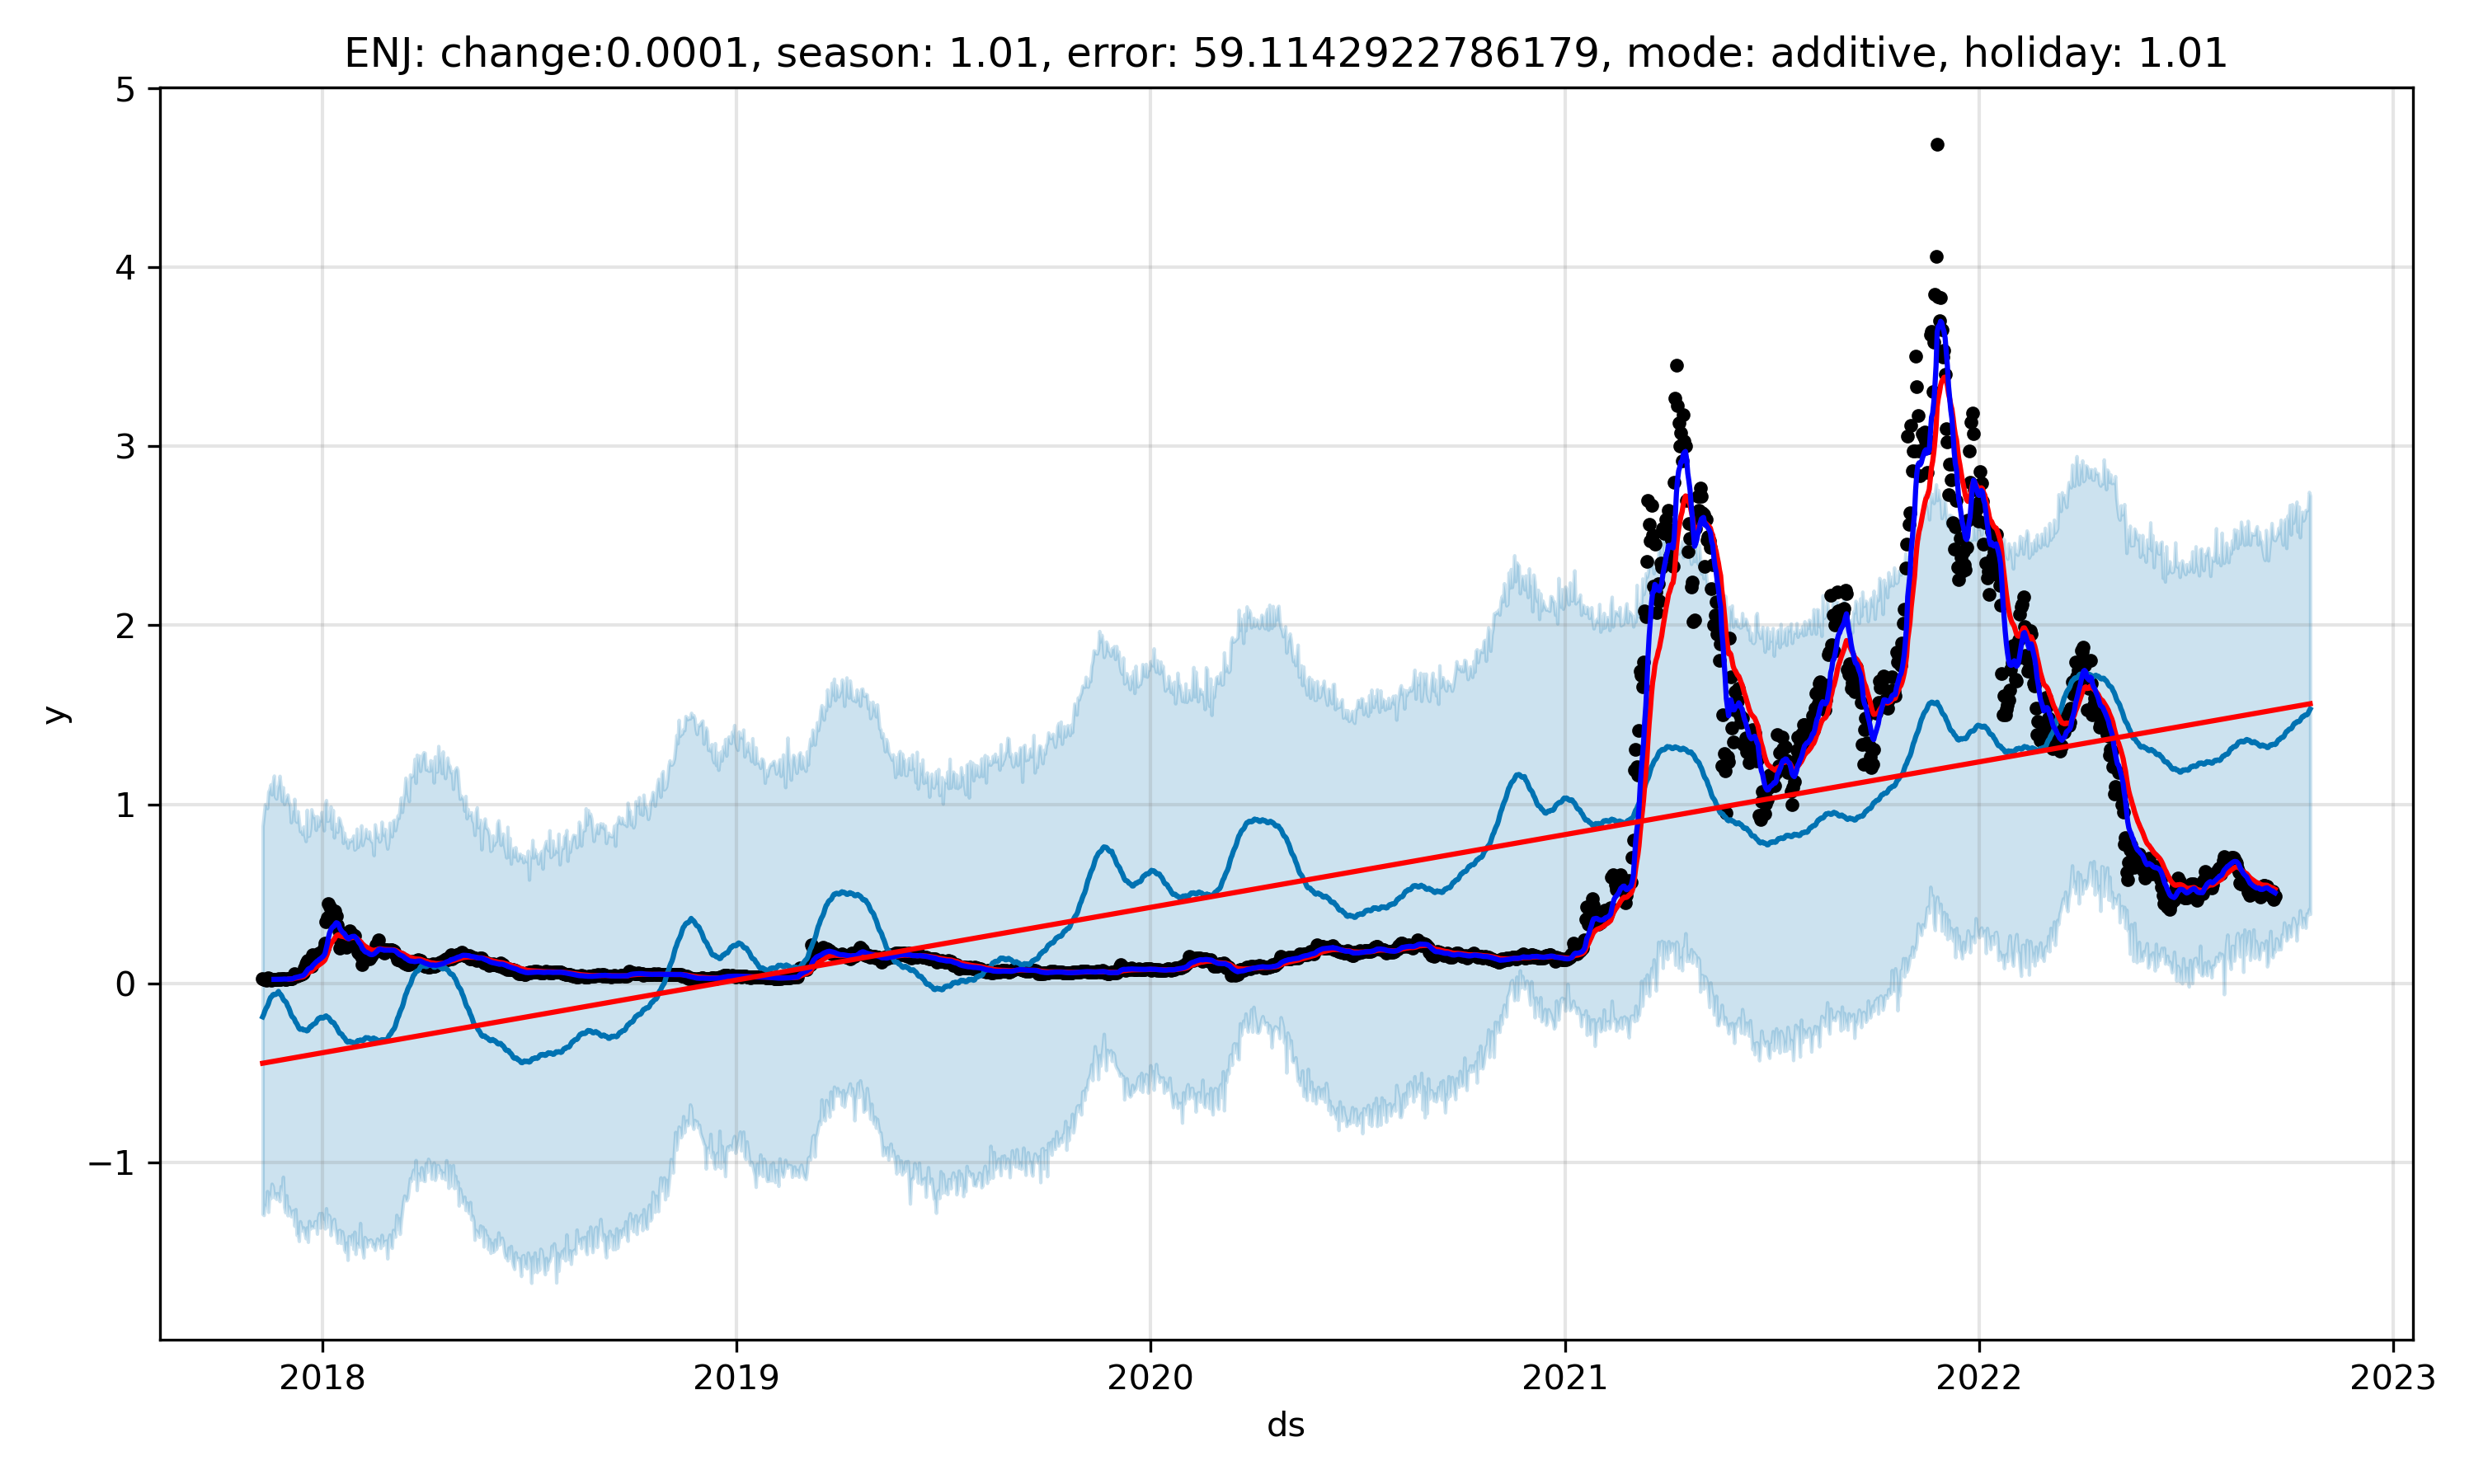 ENJ: change:0.0001, season: 1.01, error: 59.1142922786179, mode: additive, holiday: 1.01
5
4
3
2
1
0
−1
y
2018 2019 2020 2021 2022 2023
ds